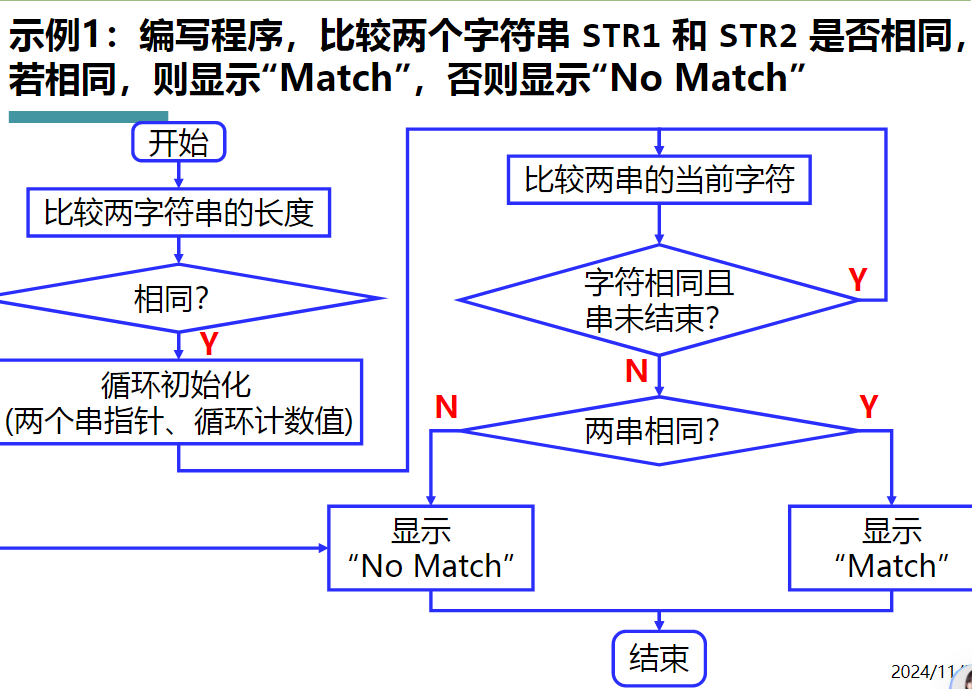 示例1：编写程序，比较两个字符串 STR1 和 STR2 是否相同，
若相同，则显示“Match”，否则显示“No Match”
开始
比较两字符串的长度
相同？
Y
循环初始化
(两个串指针、循环计数值)
比较两串的当前字符
字符相同且
串未结束？
Y
N
两串相同？
N
Y
显示
“No Match”
显示
“Match”
结束
2024/11/